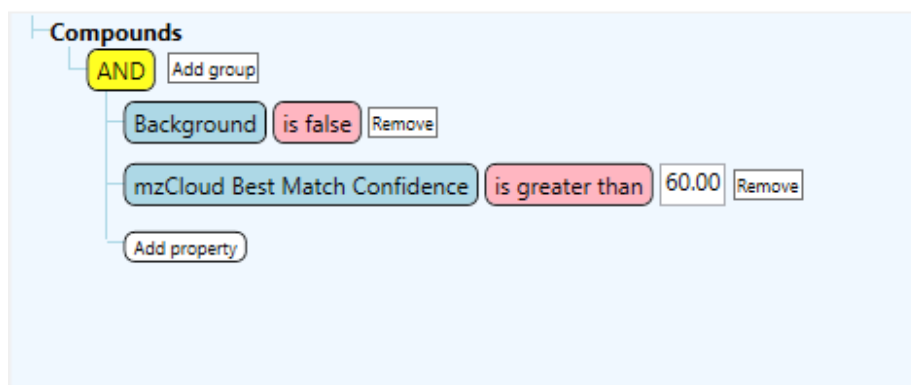 Compounds
AND Add group
Background is false Remove
mzCloud Best Match Confidence is greater than 60.00 Remove
Add property